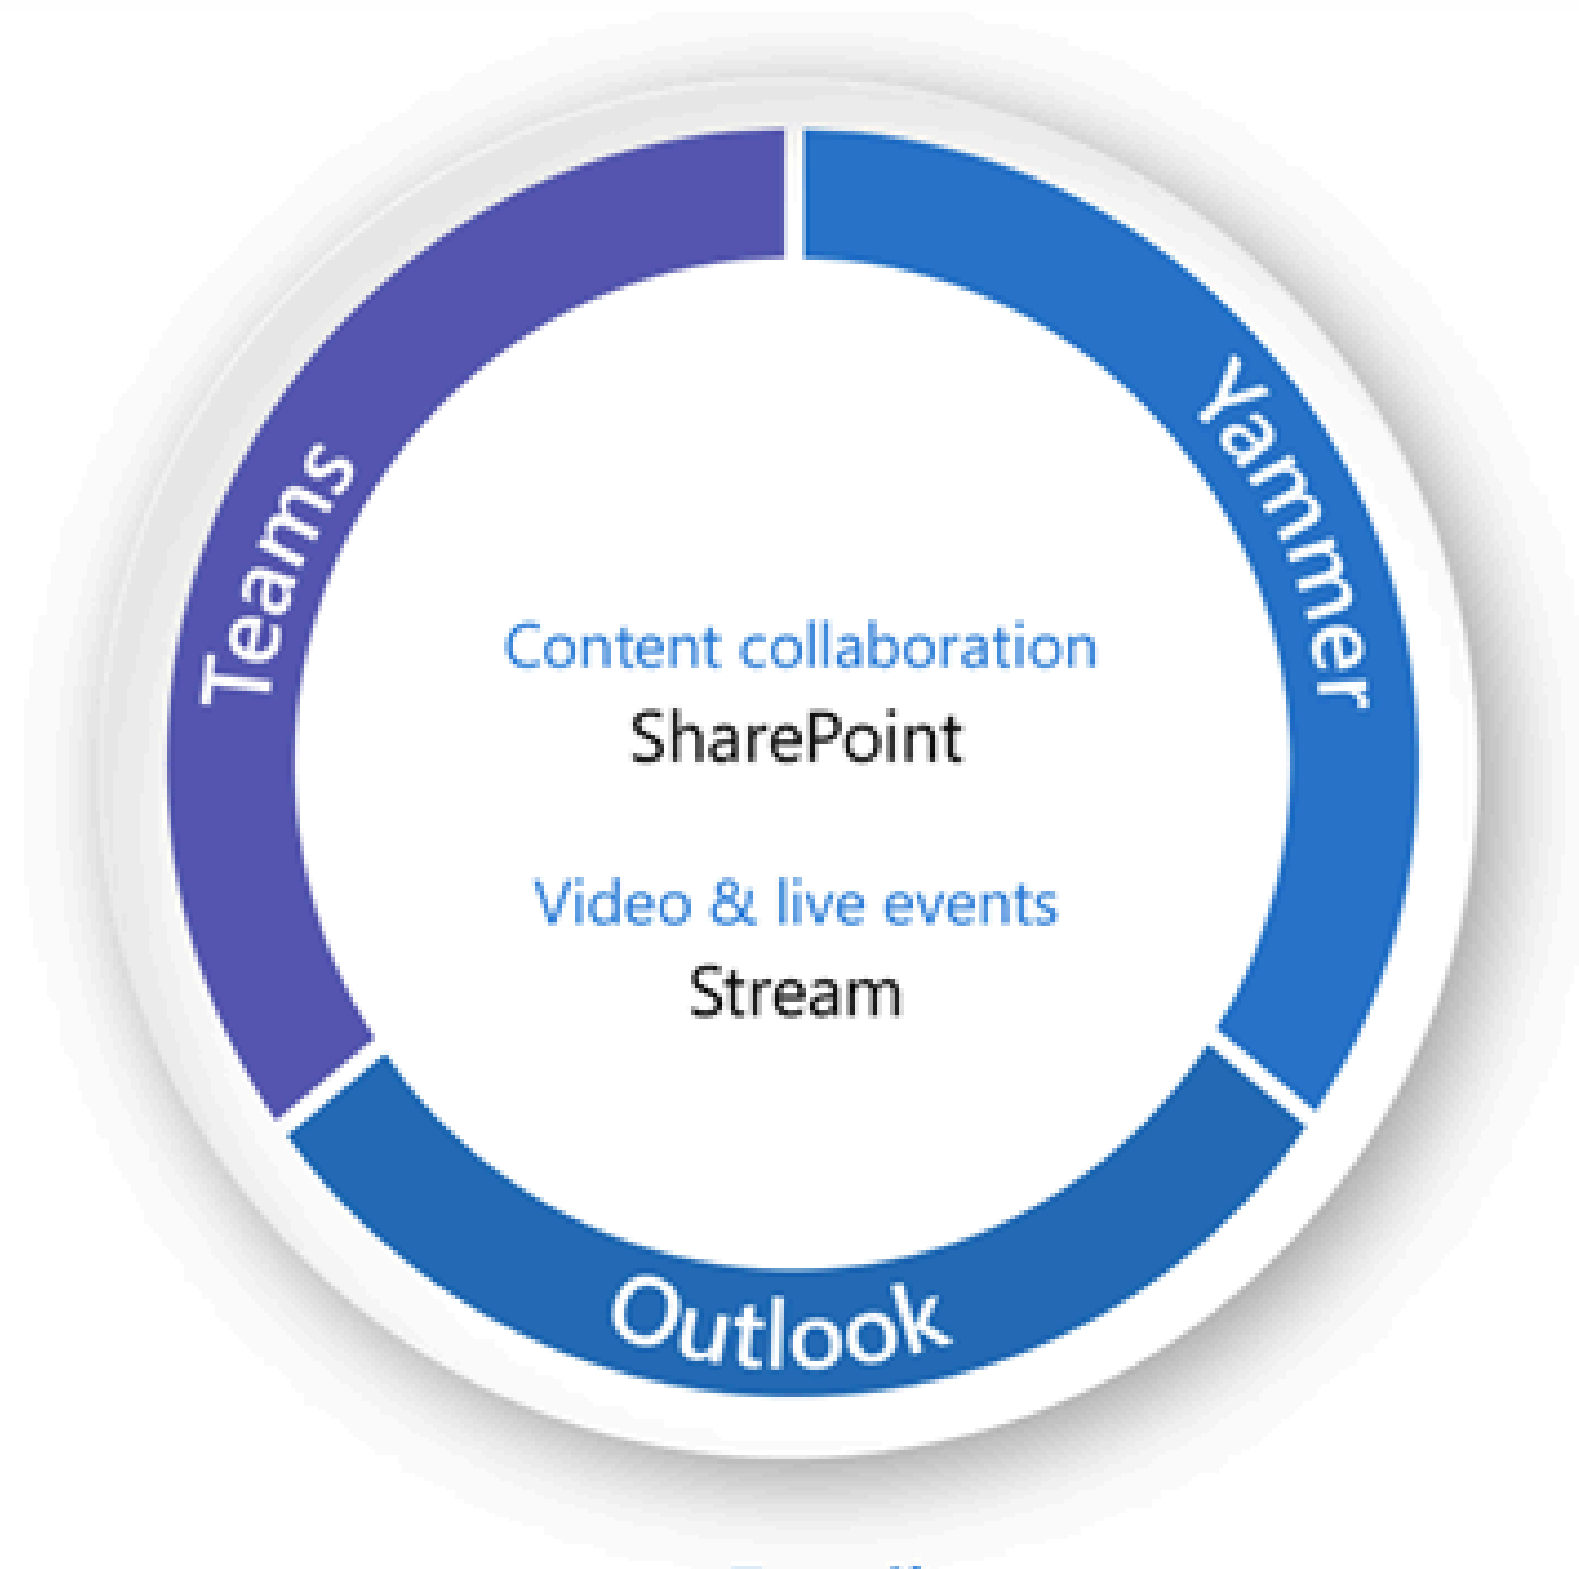 Teams
Yammer
Content collaboration
SharePoint
Video & live events
Stream
Outlook